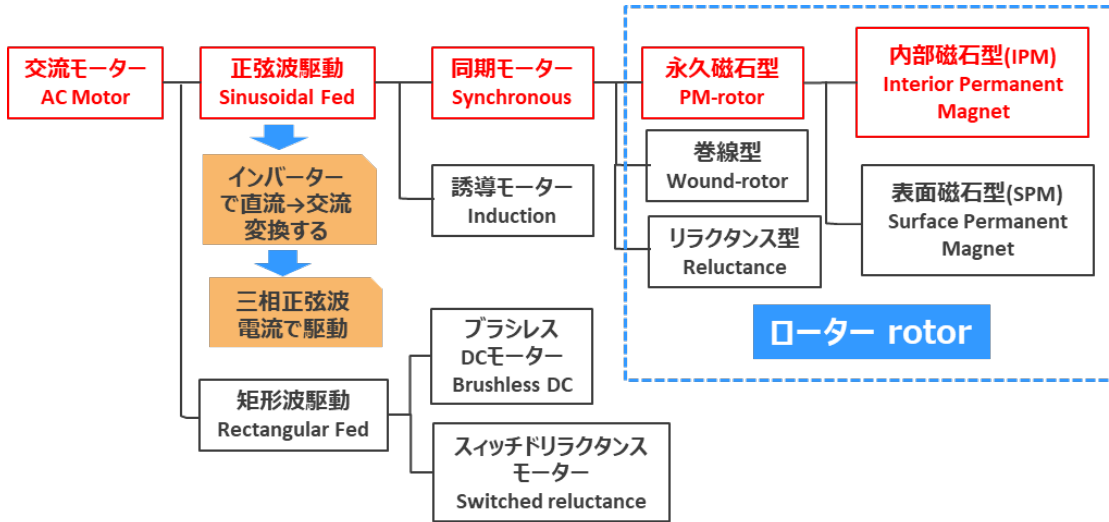 交流モーター
AC Motor
正弦波駆動
Sinusoidal Fed
同期モーター
Synchronous
永久磁石型
PM-rotor
内部磁石型(IPM)
Interior Permanent
Magnet
インバーター
で直流→交流
変換する
誘導モーター
Induction
巻線型
Wound-rotor
表面磁石型(SPM)
Surface Permanent
Magnet
リラクタンス型
Reluctance
三相正弦波
電流で駆動
ローター rotor
ブラシレス
DCモーター
Brushless DC
矩形波駆動
Rectangular Fed
スィッチドリラクタンス
モーター
Switched reluctance